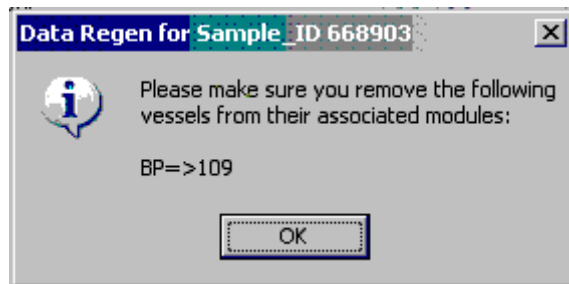 Data Regen for Sample_ID 668903
Please make sure you remove the following
vessels from their associated modules:
BP=>109
OK